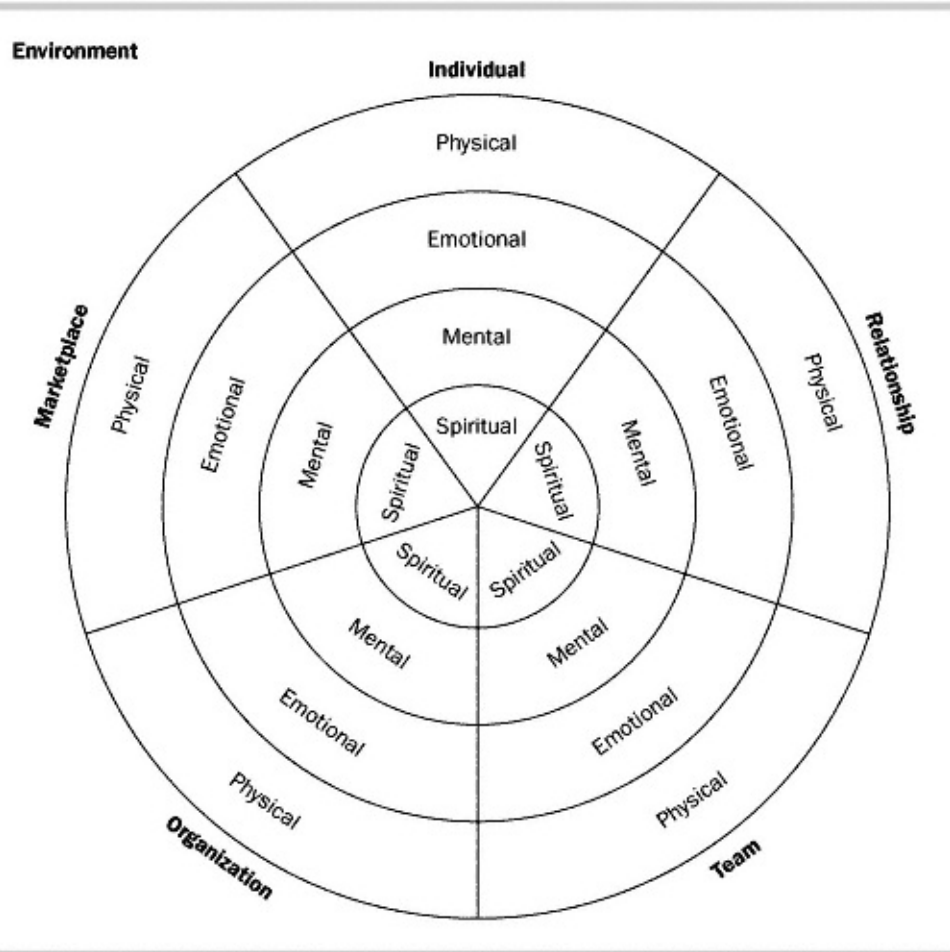 Environment
Individual
Physical
Emotional
Mental
Spiritual
Relationship
Physical
Emotional
Mental
Spiritual
Team
Physical
Emotional
Mental
Spiritual
Organization
Physical
Emotional
Mental
Spiritual
Marketplace
Physical
Emotional
Mental
Spiritual